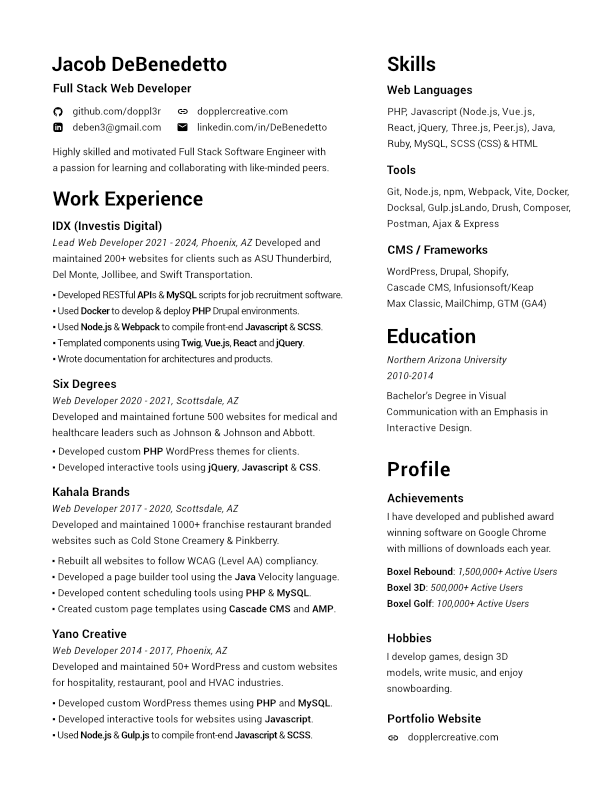 Jacob DeBenedetto
Full Stack Web Developer
github.com/doppl3r
dopplercreative.com
deben3@gmail.com
linkedin.com/in/DeBenedetto
Highly skilled and motivated Full Stack Software Engineer with
a passion for learning and collaborating with like-minded peers.
Work Experience
IDX (Investis Digital)
Lead Web Developer 2021 - 2024, Phoenix, AZ Developed and
maintained 200+ websites for clients such as ASU Thunderbird,
Del Monte, Jollibee, and Swift Transportation.
• Developed RESTful APIs & MySQL scripts for job recruitment software.
• Used Docker to develop & deploy PHP Drupal environments.
• Used Node.js & Webpack to compile front-end Javascript & SCSS.
• Templated components using Twig, Vue.js, React and jQuery.
• Wrote documentation for architectures and products.
Six Degrees
Web Developer 2020 - 2021, Scottsdale, AZ
Developed and maintained fortune 500 websites for medical and
healthcare leaders such as Johnson & Johnson and Abbott.
• Developed custom PHP WordPress themes for clients.
• Developed interactive tools using jQuery, Javascript & CSS.
Kahala Brands
Web Developer 2017 - 2020, Scottsdale, AZ
Developed and maintained 1000+ franchise restaurant branded
websites such as Cold Stone Creamery & Pinkberry.
• Rebuilt all websites to follow WCAG (Level AA) compliancy.
• Developed a page builder tool using the Java Velocity language.
• Developed content scheduling tools using PHP & MySQL.
• Created custom page templates using Cascade CMS and AMP.
Yano Creative
Web Developer 2014 - 2017, Phoenix, AZ
Developed and maintained 50+ WordPress and custom websites
for hospitality, restaurant, pool and HVAC industries.
• Developed custom WordPress themes using PHP and MySQL.
• Developed interactive tools for websites using Javascript.
• Used Node.js & Gulp.js to compile front-end Javascript & SCSS.
Skills
Web Languages
PHP, Javascript (Node.js, Vue.js,
React, jQuery, Three.js, Peer.js), Java,
Ruby, MySQL, SCSS (CSS) & HTML
Tools
Git, Node.js, npm, Webpack, Vite, Docker,
Docksal, Gulp.jsLando, Drush, Composer,
Postman, Ajax & Express
CMS / Frameworks
WordPress, Drupal, Shopify,
Cascade CMS, Infusionsoft/Keap
Max Classic, MailChimp, GTM (GA4)
Education
Northern Arizona University
2010-2014
Bachelor's Degree in Visual
Communication with an Emphasis in
Interactive Design.
Profile
Achievements
I have developed and published award
winning software on Google Chrome
with millions of downloads each year.
Boxel Rebound: 1,500,000+ Active Users
Boxel 3D: 500,000+ Active Users
Boxel Golf: 100,000+ Active Users
Hobbies
I develop games, design 3D
models, write music, and enjoy
snowboarding.
Portfolio Website
dopplercreative.com